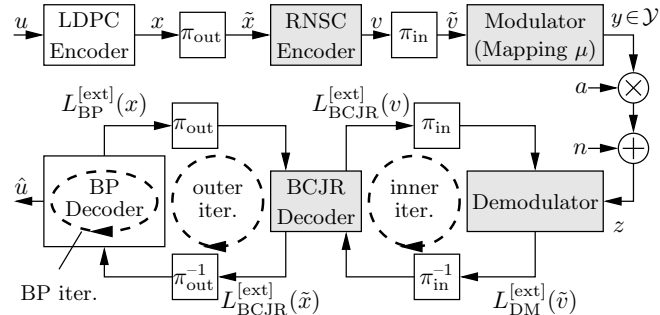 u LDPC Encoder x π_out x̃ RNSC Encoder v π_in ṽ Modulator (Mapping μ) y∈𝒴
a ×
L_BP^[ext](x) π_out L_BCJR^[ext](v) π_in
n +
û BP Decoder outer iter. BCJR Decoder inner iter. Demodulator
z
BP iter. π_out^-1 L_BCJR^[ext](x̃) π_in^-1 L_DM^[ext](ṽ)